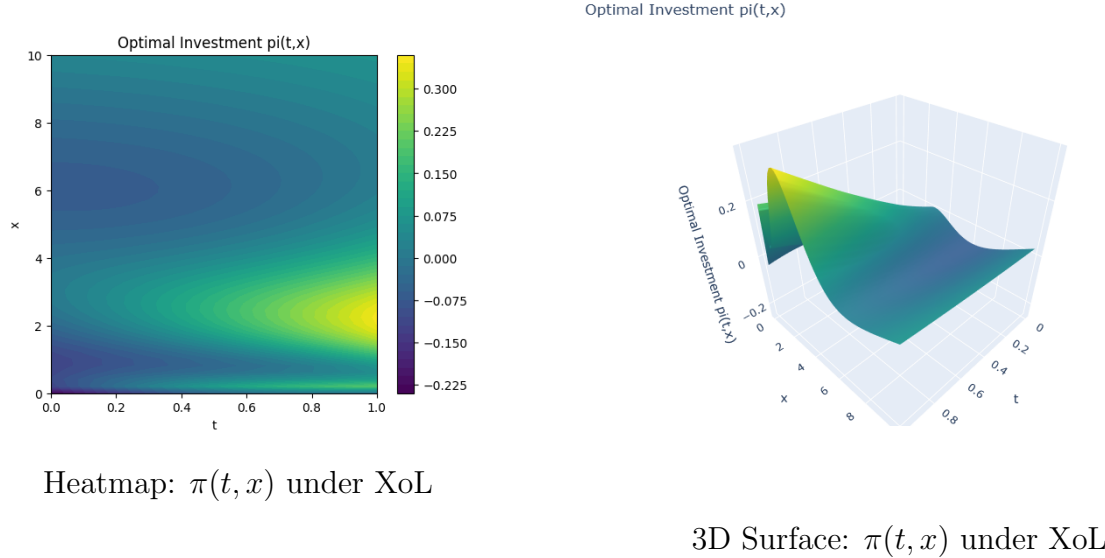 Optimal Investment pi(t,x)
10
8
6
4
2
0
x
0.0 0.2 0.4 0.6 0.8 1.0
t
0.300
0.225
0.150
0.075
0.000
−0.075
−0.150
−0.225
Heatmap: π(t, x) under XoL
Optimal Investment pi(t,x)
Optimal Investment pi(t,x)
0.2
0
−0.2
0
2
4
6
8
x
0
0.2
0.4
0.6
0.8
t
3D Surface: π(t, x) under XoL